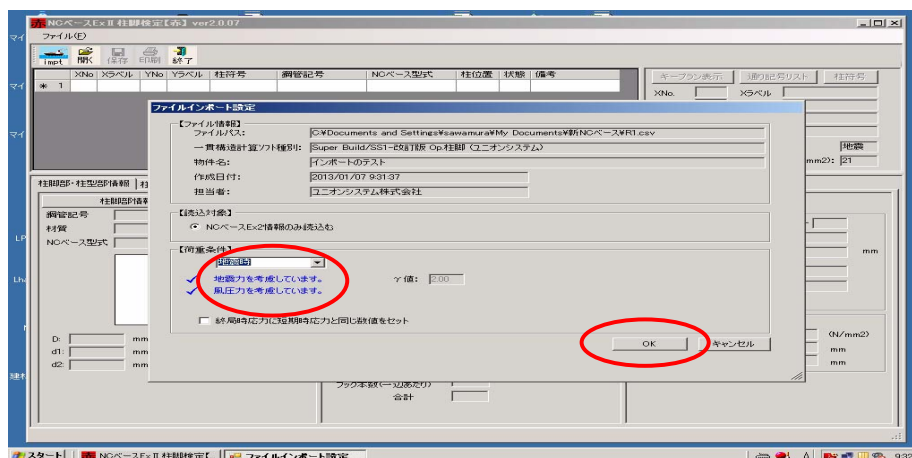 赤 NCベースExⅡ 柱脚検定【赤】 ver2.0.07
ファイル(F)
マイ
impt 開く 保存 印刷 終了
XNo Xラベル YNo Yラベル 柱符号 鋼管記号 NCベース型式 柱位置 状態 備考
* 1
キープラン表示 通り記号リスト 柱符号
XNo. Xラベル
マイ
ファイルインポート設定
【ファイル情報】
ファイルパス: C:¥Documents and Settings¥sawamura¥My Documents¥新NCベース¥R1.csv
一貫構造計算ソフト種別: Super Build/SS1-改訂版 Op.柱脚 (ユニオンシステム)
物件名: インポートのテスト
作成日付: 2013/01/07 9:31:37
担当者: ユニオンシステム株式会社
マイ
地震
mm2): 21
柱脚部・柱型部情報
柱脚部情報
鋼管記号
材質
NCベース型式
【読込対象】
NCベースEx2情報のみ読込む
【荷重条件】
地震時
地震力を考慮しています。 γ値: 2.00
風圧力を考慮しています。
終局時応力に短期時応力と同じ数値をセット
OK キャンセル
LP
mm
D: mm
d1: mm
d2: mm
(N/mm2)
mm
mm
フック本数(一辺あたり)
合計
スタート 赤 NCベースExⅡ 柱脚検定【 ファイルインポート設定 A 9:32